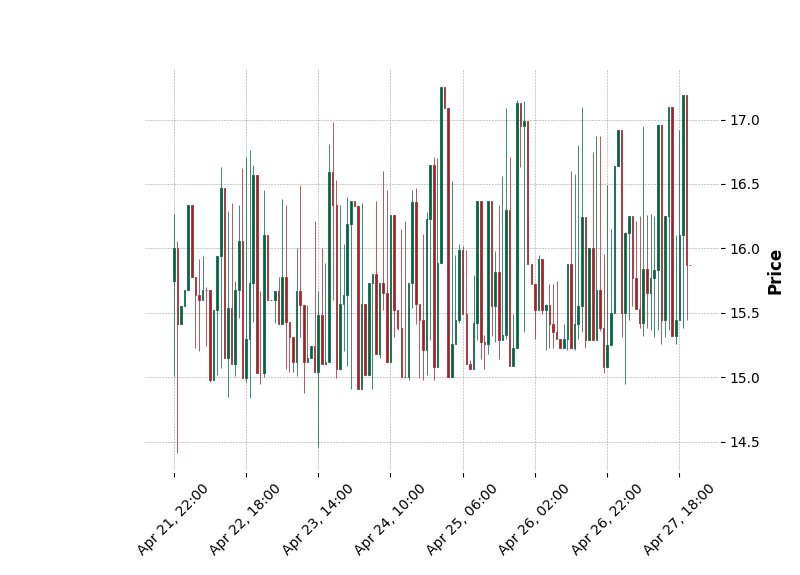 17.0
16.5
16.0
15.5
15.0
14.5
Price
Apr 21, 22:00
Apr 22, 18:00
Apr 23, 14:00
Apr 24, 10:00
Apr 25, 06:00
Apr 26, 02:00
Apr 26, 22:00
Apr 27, 18:00